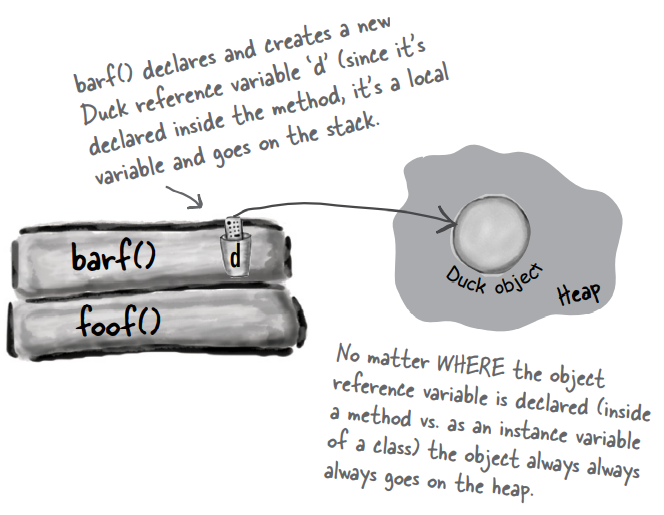 barf() declares and creates a new
Duck reference variable ‘d’ (since it’s
declared inside the method, it’s a local
variable and goes on the stack.
barf()
d
foof()
Duck object
Heap
No matter WHERE the object
reference variable is declared (inside
a method vs. as an instance variable
of a class) the object always always
always goes on the heap.